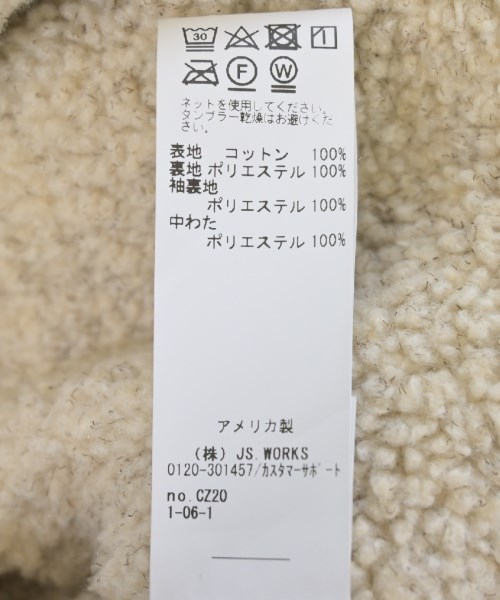 30
F W
ネットを使用してください。
タンブラー乾燥はお避けくだ
さい。
表地 コットン 100%
裏地 ポリエステル 100%
袖裏地
ポリエステル 100%
中わた
ポリエステル 100%
アメリカ製
(株) JS.WORKS
0120-301457/ｶｽﾀﾏｰｻﾎﾟｰﾄ
no.CZ20
1-06-1